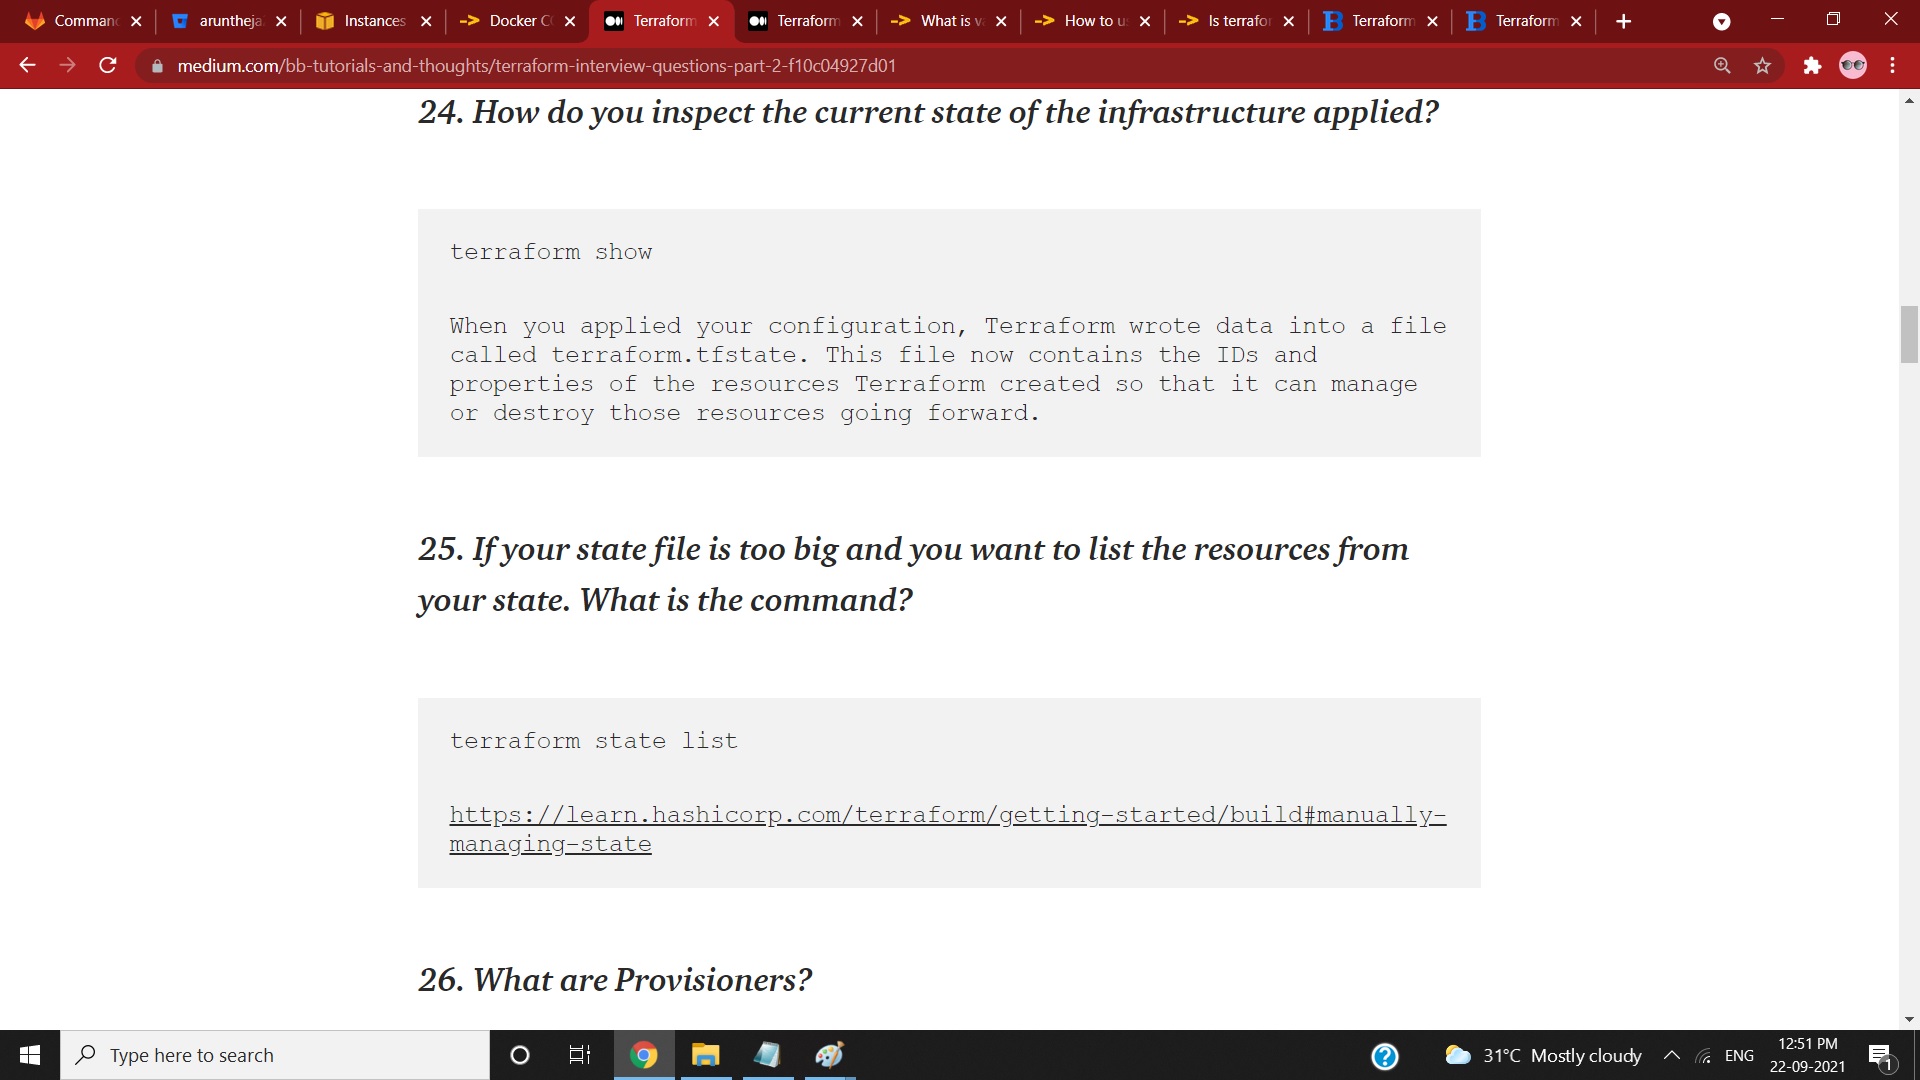 Command
aruntheja
Instances
Docker C
Terraform
Terraform
What is v
How to u
Is terrafor
Terraform
Terraform
medium.com/bb-tutorials-and-thoughts/terraform-interview-questions-part-2-f10c04927d01
24. How do you inspect the current state of the infrastructure applied?
terraform show
When you applied your configuration, Terraform wrote data into a file
called terraform.tfstate. This file now contains the IDs and
properties of the resources Terraform created so that it can manage
or destroy those resources going forward.
25. If your state file is too big and you want to list the resources from
your state. What is the command?
terraform state list
https://learn.hashicorp.com/terraform/getting-started/build#manually-
managing-state
26. What are Provisioners?
Type here to search
31°C Mostly cloudy
ENG
12:51 PM
22-09-2021
1